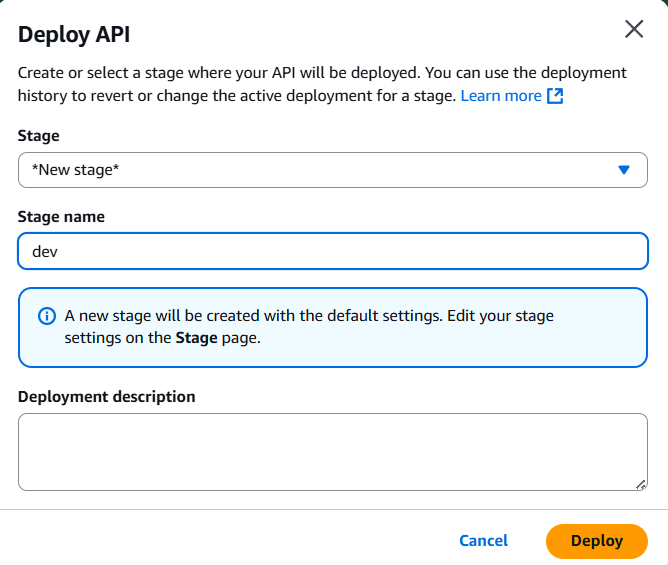 Deploy API
Create or select a stage where your API will be deployed. You can use the deployment
history to revert or change the active deployment for a stage. Learn more
Stage
*New stage*
Stage name
dev
A new stage will be created with the default settings. Edit your stage
settings on the Stage page.
Deployment description
Cancel
Deploy